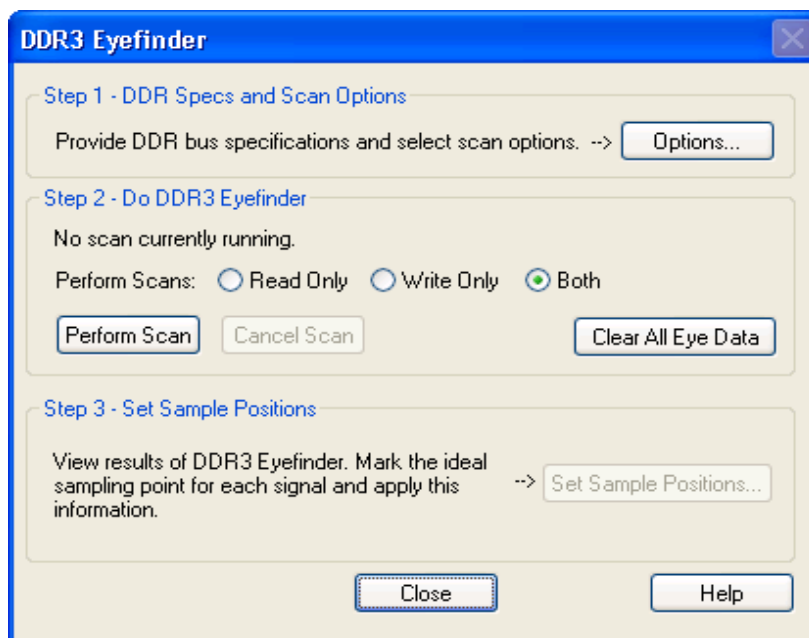 DDR3 Eyefinder
Step 1 - DDR Specs and Scan Options
Provide DDR bus specifications and select scan options. --> Options...
Step 2 - Do DDR3 Eyefinder
No scan currently running.
Perform Scans: Read Only Write Only Both
Perform Scan Cancel Scan Clear All Eye Data
Step 3 - Set Sample Positions
View results of DDR3 Eyefinder. Mark the ideal
sampling point for each signal and apply this
information.
--> Set Sample Positions...
Close Help